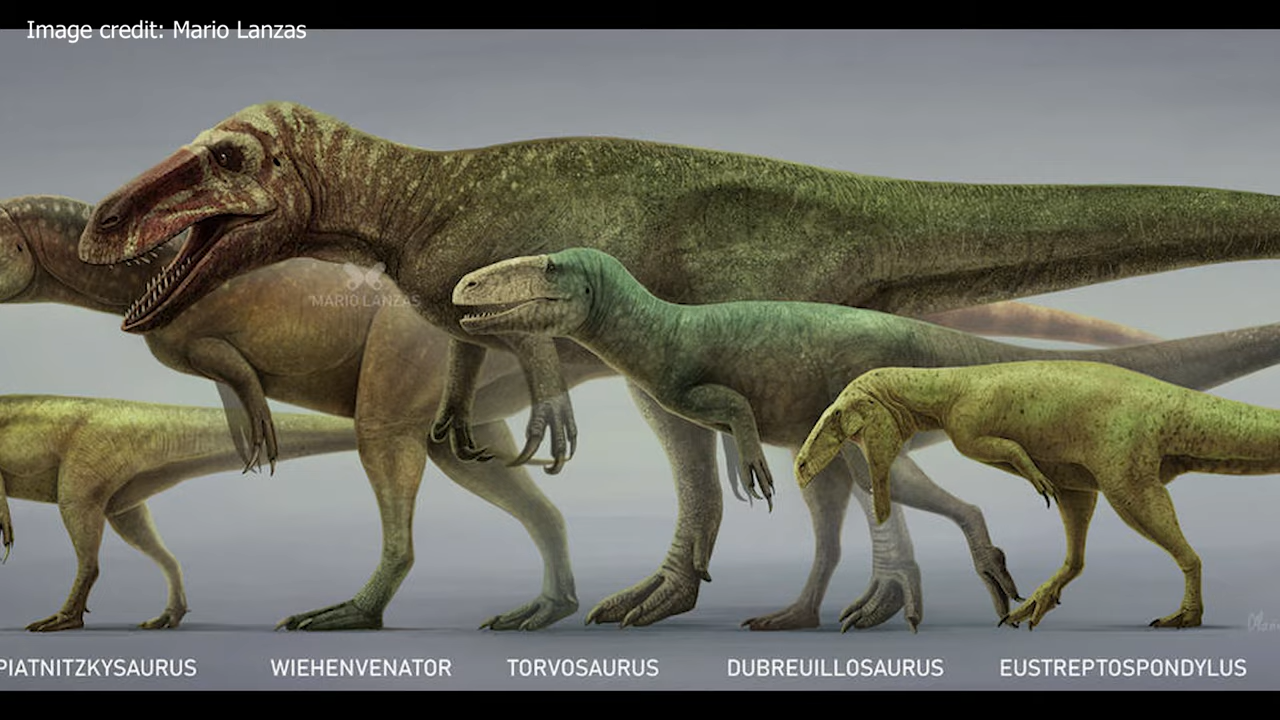 Image credit: Mario Lanzas
MARIO LANZAS
PIATNITZKYSAURUS WIEHENVENATOR TORVOSAURUS DUBREUILLOSAURUS EUSTREPTOSPONDYLUS